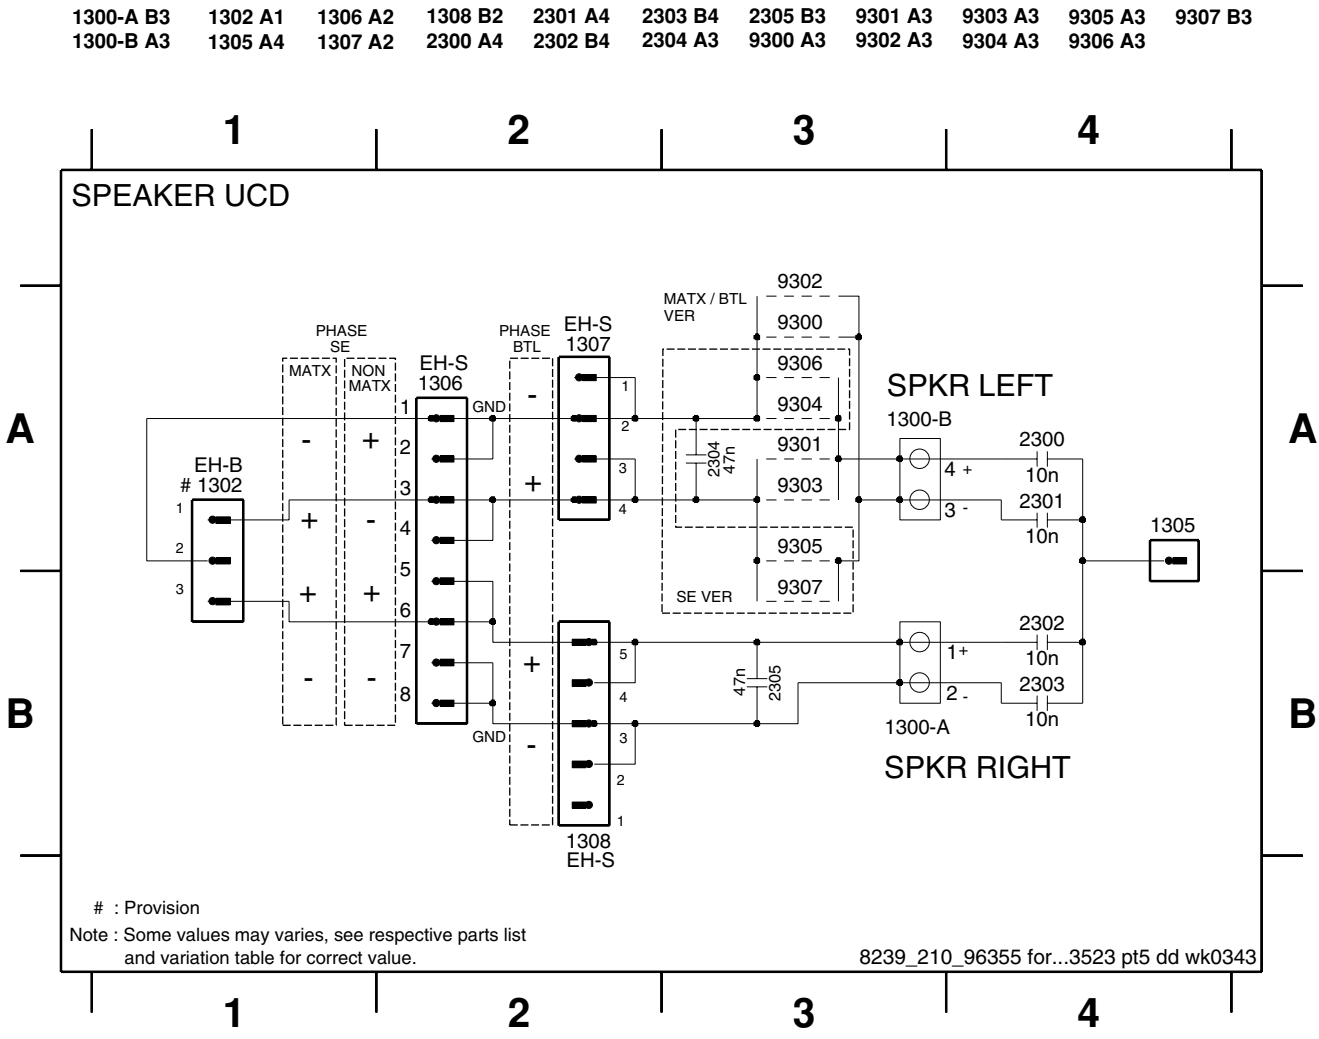 1300-A B3 1302 A1 1306 A2 1308 B2 2301 A4 2303 B4 2305 B3 9301 A3 9303 A3 9305 A3 9307 B3
1300-B A3 1305 A4 1307 A2 2300 A4 2302 B4 2304 A3 9300 A3 9302 A3 9304 A3 9306 A3
1 2 3 4
SPEAKER UCD
9302
MATX / BTL
VER
9300
PHASE
SE
PHASE
BTL
EH-S
1307
MATX
NON
MATX
EH-S
1306
9306
SPKR LEFT
1300-B
9304
9301
9303
9305
9307
SE VER
A
A
GND
1
2
3
4
5
6
7
8
- +
+ -
+ +
- -
-
+
+
-
1
2
3
4
2304
47n
EH-B
# 1302
1
2
3
4 +
3 -
2300
10n
2301
10n
1305
B
B
GND
5
4
3
2
1
1308
EH-S
47n
2305
1 +
2 -
1300-A
SPKR RIGHT
2302
10n
2303
10n
# : Provision
Note : Some values may varies, see respective parts list
and variation table for correct value.
8239_210_96355 for...3523 pt5 dd wk0343
1 2 3 4